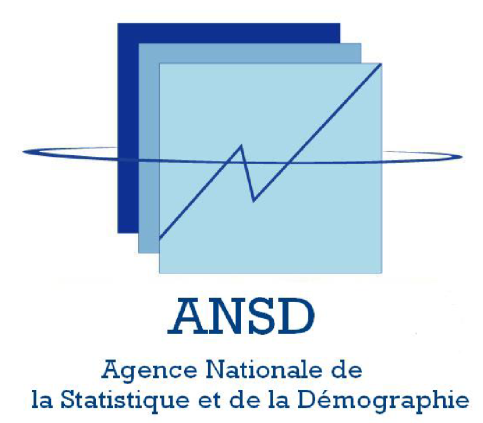 ANSD
Agence Nationale de
la Statistique et de la Démographie